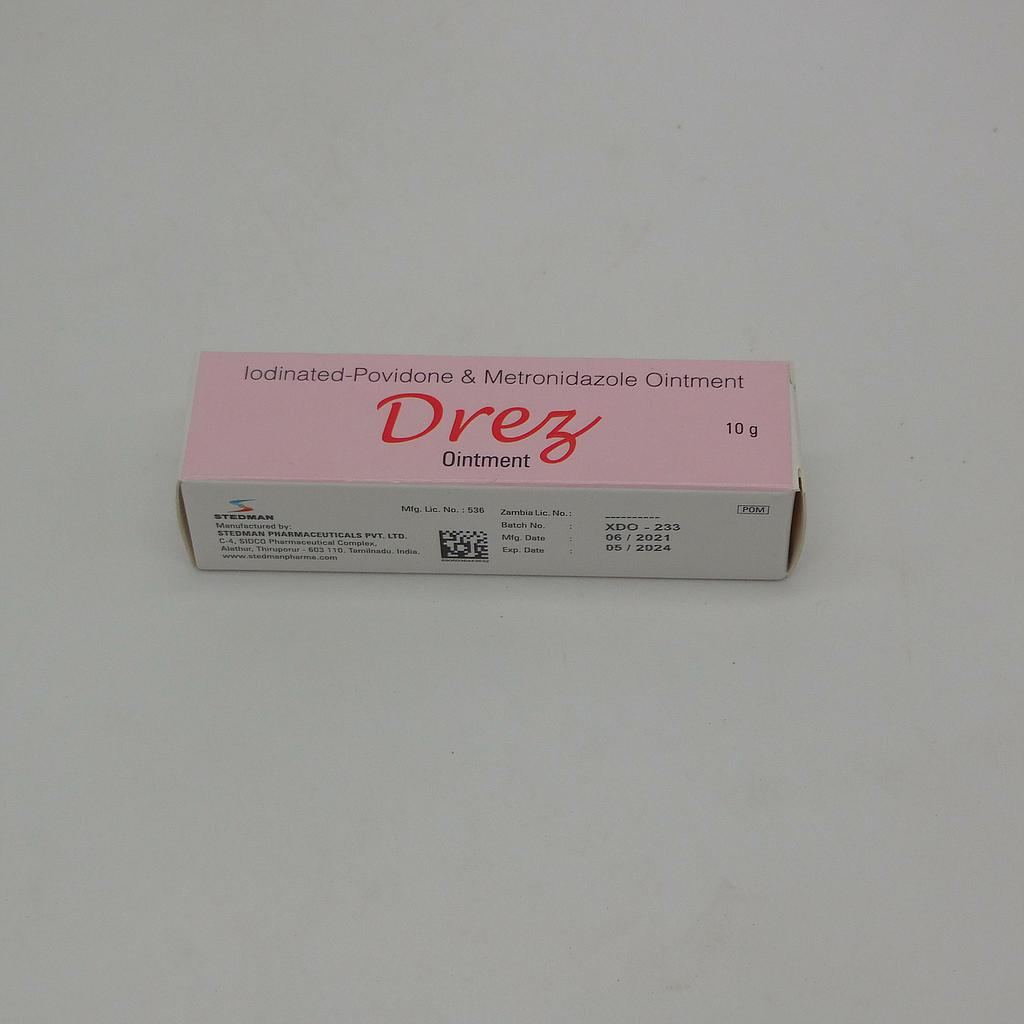 Iodinated-Povidone & Metronidazole Ointment
Drez
Ointment
10 g
STEDMAN
Manufactured by:
STEDMAN PHARMACEUTICALS PVT. LTD.
C-4, SIDCO Pharmaceutical Complex,
Alathur, Thiruporur - 603 110. Tamilnadu. India.
www.stedmanpharma.com
Mfg. Lic. No. : 536
Zambia Lic. No. : ----------
Batch No. : XDO - 233
Mfg. Date : 06 / 2021
Exp. Date : 05 / 2024
POM